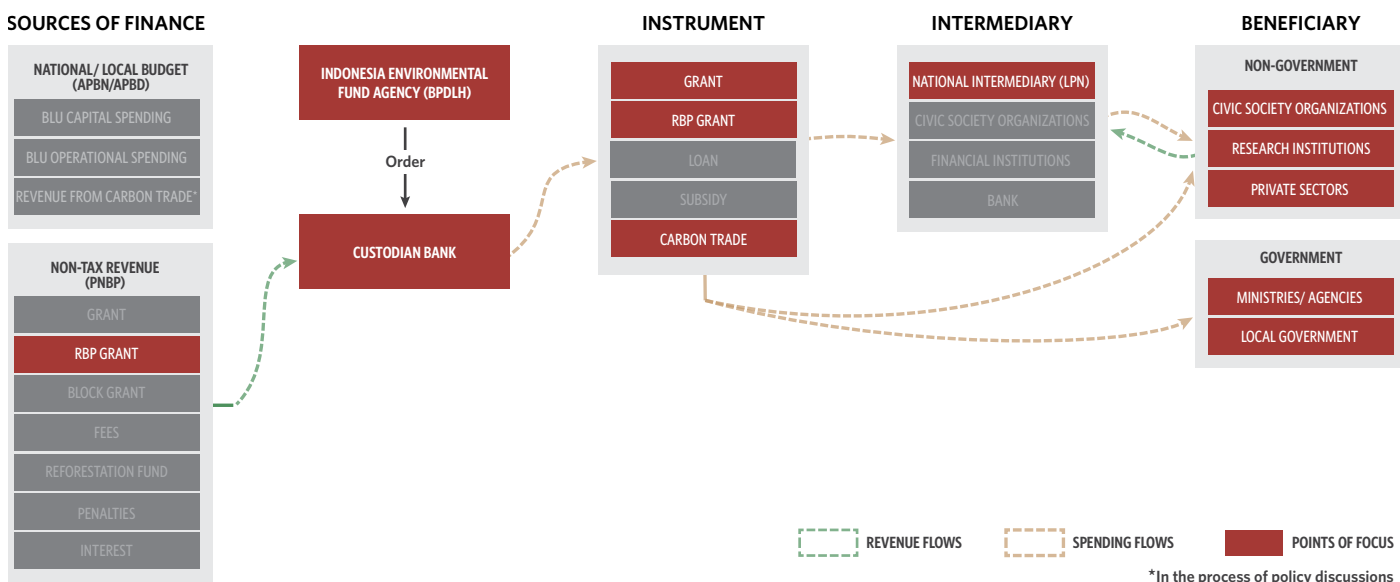 SOURCES OF FINANCE
NATIONAL/ LOCAL BUDGET
(APBN/APBD)
BLU CAPITAL SPENDING
BLU OPERATIONAL SPENDING
REVENUE FROM CARBON TRADE*
NON-TAX REVENUE
(PNBP)
GRANT
RBP GRANT
BLOCK GRANT
FEES
REFORESTATION FUND
PENALTIES
INTEREST
INDONESIA ENVIRONMENTAL
FUND AGENCY (BPDLH)
Order
CUSTODIAN BANK
INSTRUMENT
GRANT
RBP GRANT
LOAN
SUBSIDY
CARBON TRADE
INTERMEDIARY
NATIONAL INTERMEDIARY (LPN)
CIVIC SOCIETY ORGANIZATIONS
FINANCIAL INSTITUTIONS
BANK
BENEFICIARY
NON-GOVERNMENT
CIVIC SOCIETY ORGANIZATIONS
RESEARCH INSTITUTIONS
PRIVATE SECTORS
GOVERNMENT
MINISTRIES/ AGENCIES
LOCAL GOVERNMENT
REVENUE FLOWS
SPENDING FLOWS
POINTS OF FOCUS
*In the process of policy discussions